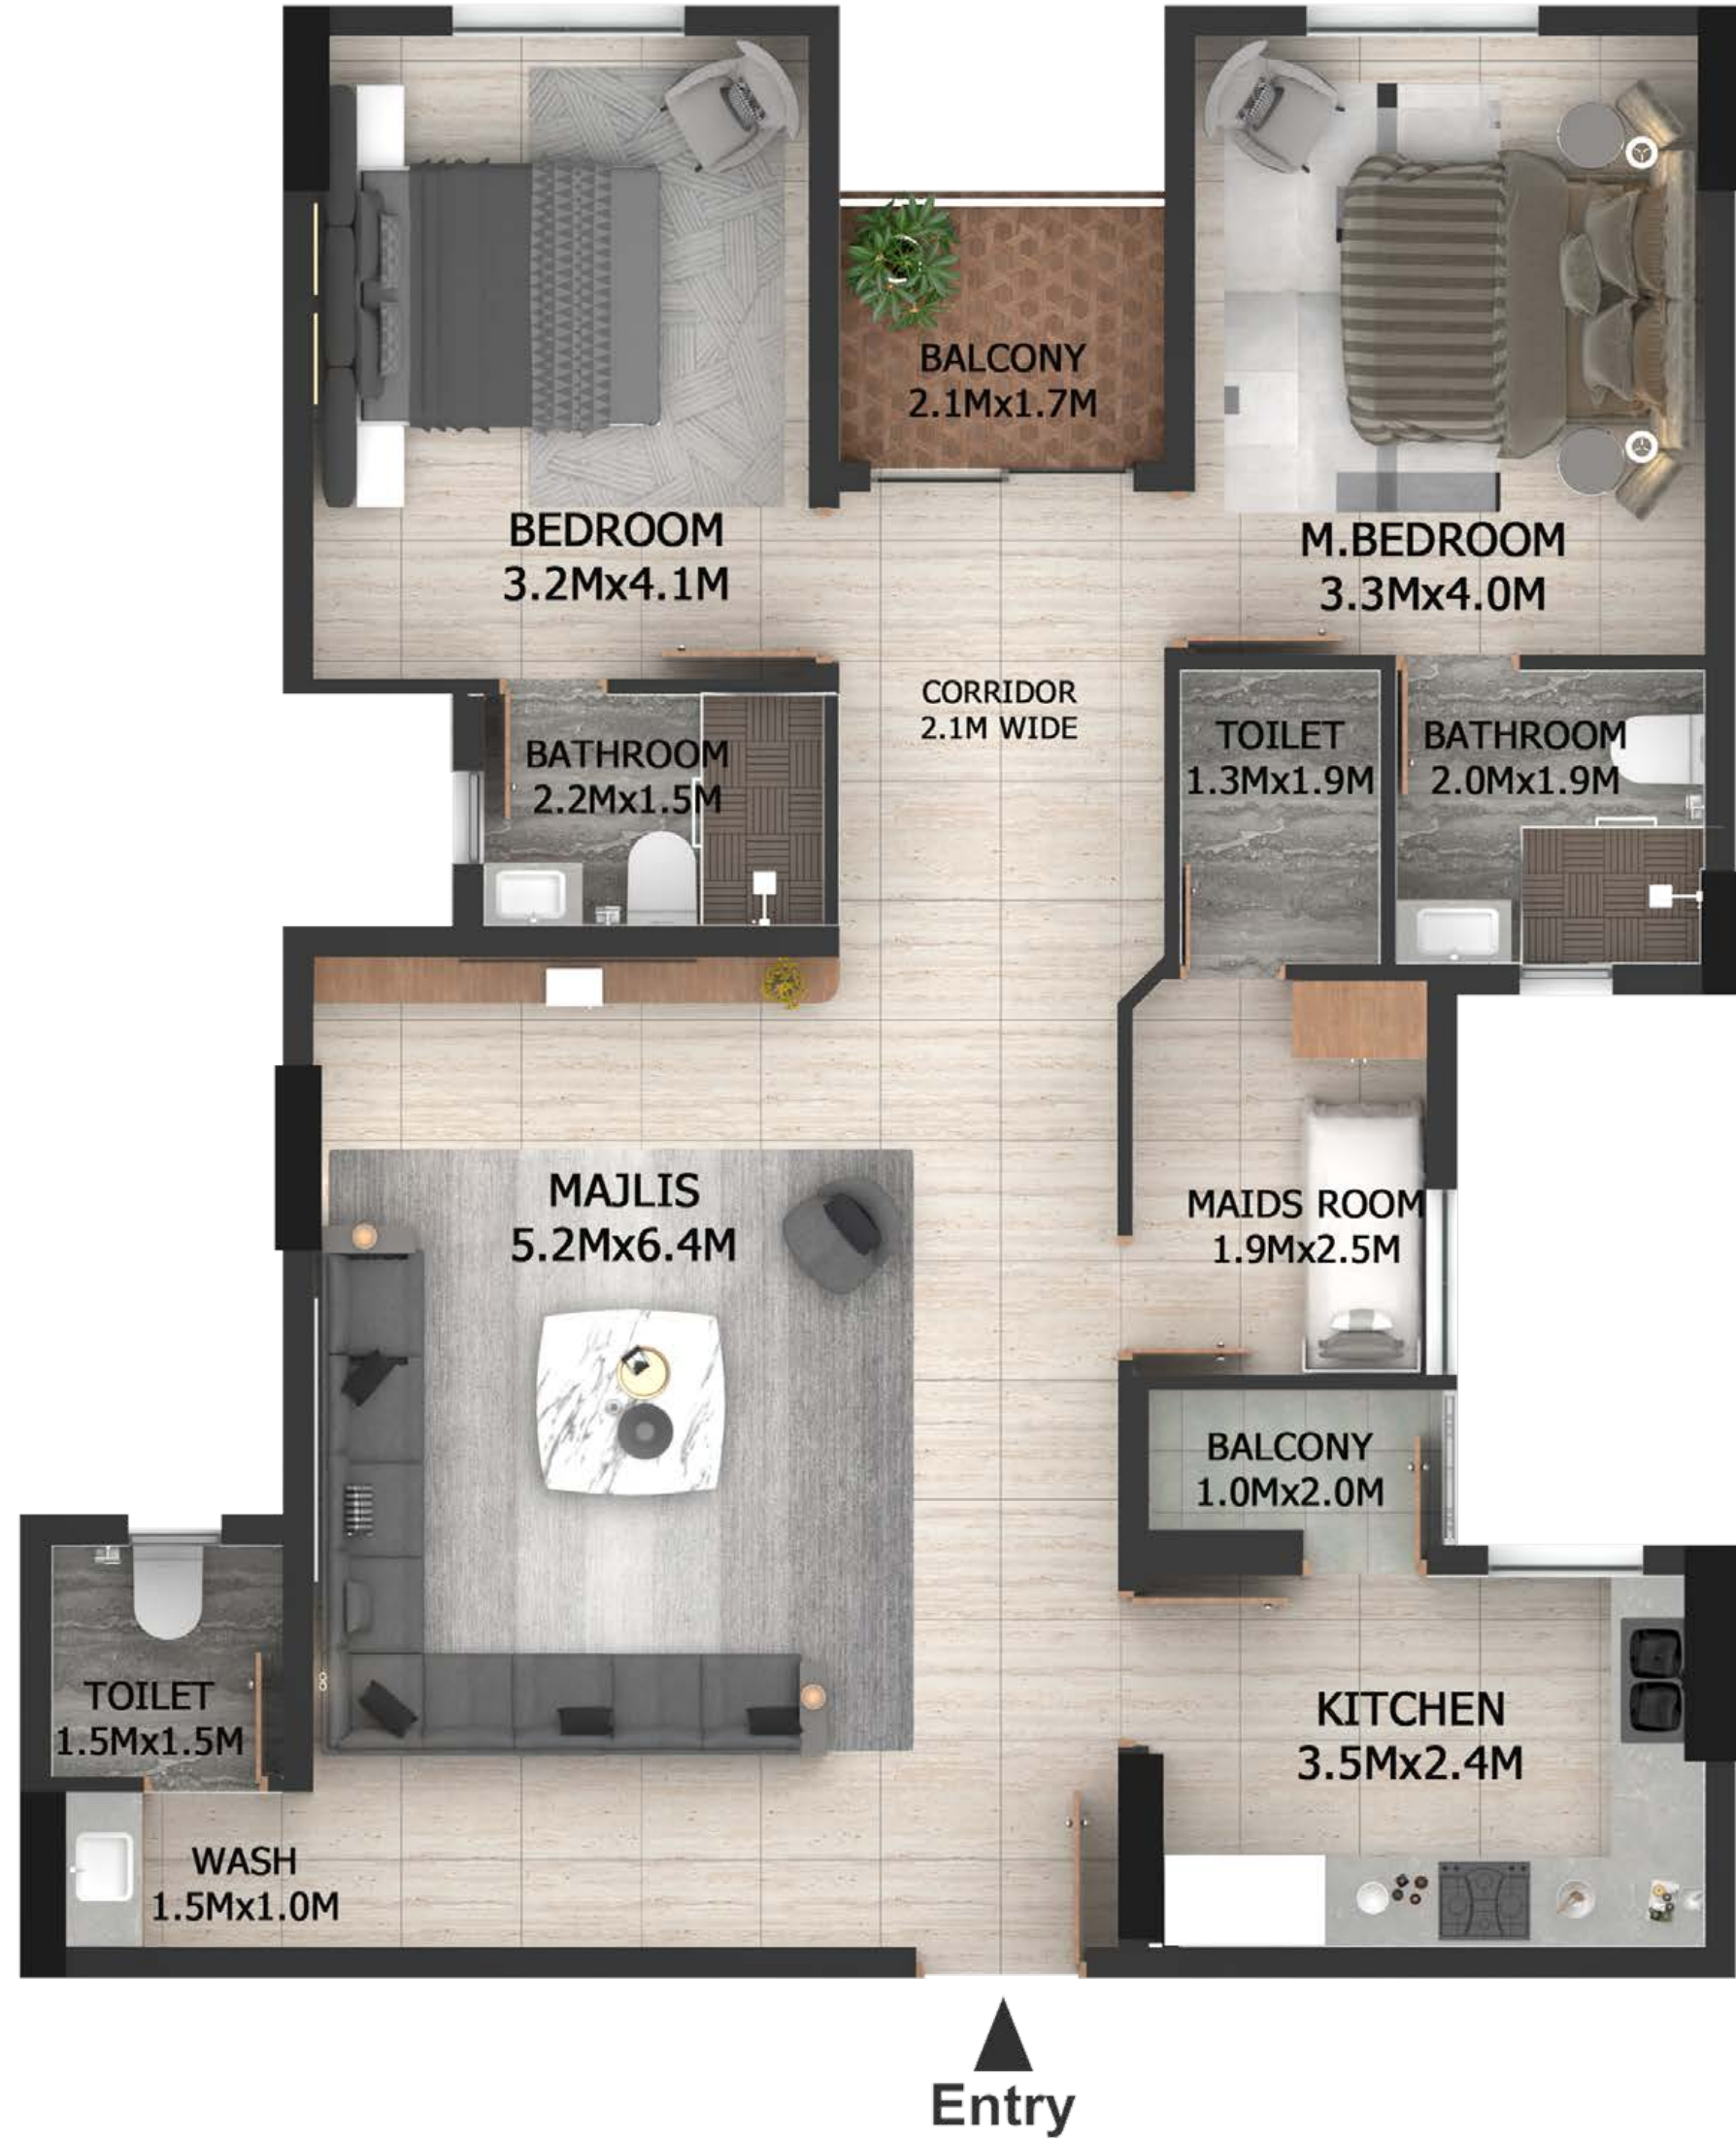 BALCONY
2.1Mx1.7M
BEDROOM
3.2Mx4.1M
M.BEDROOM
3.3Mx4.0M
CORRIDOR
2.1M WIDE
BATHROOM
2.2Mx1.5M
TOILET
1.3Mx1.9M
BATHROOM
2.0Mx1.9M
MAJLIS
5.2Mx6.4M
MAIDS ROOM
1.9Mx2.5M
BALCONY
1.0Mx2.0M
TOILET
1.5Mx1.5M
KITCHEN
3.5Mx2.4M
WASH
1.5Mx1.0M
Entry